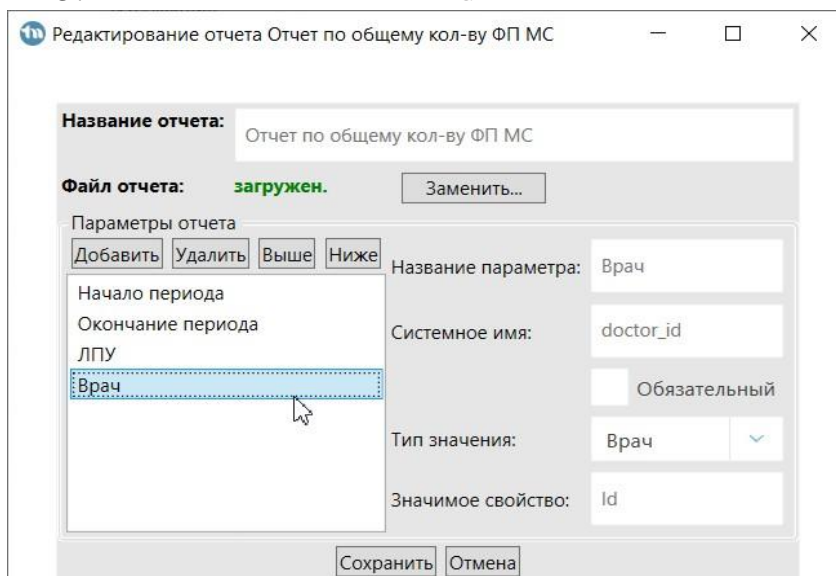 Редактирование отчета Отчет по общему кол-ву ФП МС
Название отчета: Отчет по общему кол-ву ФП МС
Файл отчета: загружен. Заменить...
Параметры отчета
Добавить Удалить Выше Ниже
Начало периода
Окончание периода
ЛПУ
Врач
Название параметра: Врач
Системное имя: doctor_id
Обязательный
Тип значения: Врач
Значимое свойство: Id
Сохранить Отмена